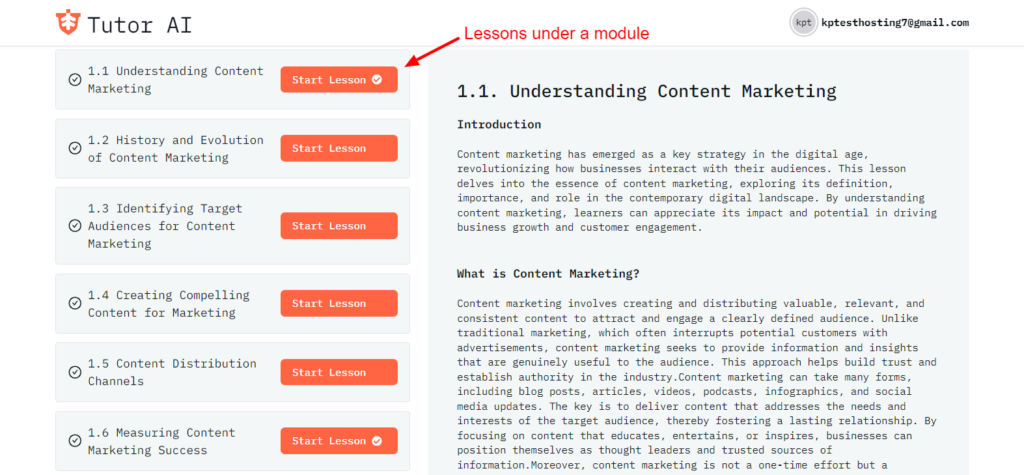 Tutor AI
kpt kptesthosting7@gmail.com
Lessons under a module
1.1 Understanding Content
Marketing
Start Lesson
1.2 History and Evolution
of Content Marketing
Start Lesson
1.3 Identifying Target
Audiences for Content
Marketing
Start Lesson
1.4 Creating Compelling
Content for Marketing
Start Lesson
1.5 Content Distribution
Channels
Start Lesson
1.6 Measuring Content
Marketing Success
Start Lesson
1.1. Understanding Content Marketing
Introduction
Content marketing has emerged as a key strategy in the digital age,
revolutionizing how businesses interact with their audiences. This lesson
delves into the essence of content marketing, exploring its definition,
importance, and role in the contemporary digital landscape. By understanding
content marketing, learners can appreciate its impact and potential in driving
business growth and customer engagement.
What is Content Marketing?
Content marketing involves creating and distributing valuable, relevant, and
consistent content to attract and engage a clearly defined audience. Unlike
traditional marketing, which often interrupts potential customers with
advertisements, content marketing seeks to provide information and insights
that are genuinely useful to the audience. This approach helps build trust and
establish authority in the industry.Content marketing can take many forms,
including blog posts, articles, videos, podcasts, infographics, and social
media updates. The key is to deliver content that addresses the needs and
interests of the target audience, thereby fostering a lasting relationship. By
focusing on content that educates, entertains, or inspires, businesses can
position themselves as thought leaders and trusted sources of
information.Moreover, content marketing is not a one-time effort but a